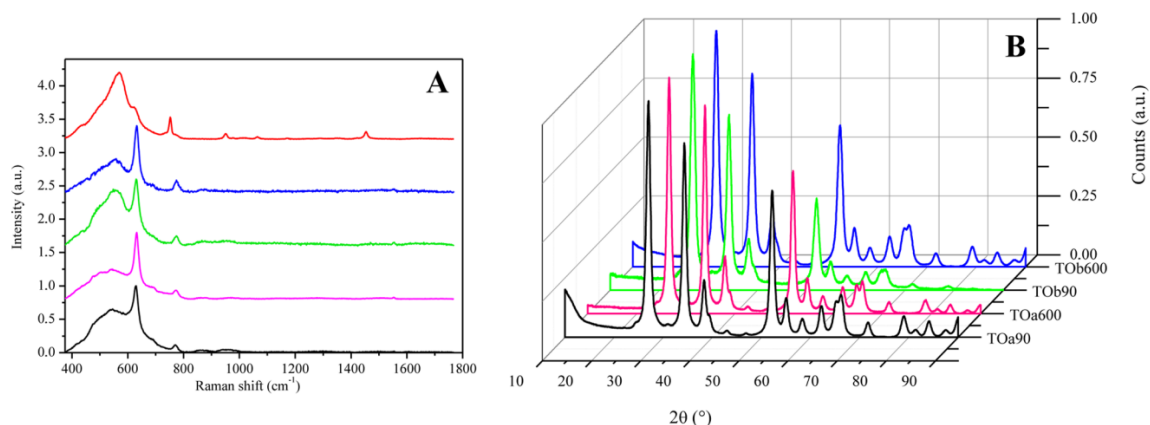 A
4.0
3.5
3.0
2.5
2.0
1.5
1.0
0.5
0.0
Intensity (a.u.)
400 600 800 1000 1200 1400 1600 1800
Raman shift (cm⁻¹)
B
1.00
0.75
0.50
0.25
0.00
Counts (a.u.)
TOb600
TOb90
TOa600
TOa90
10 20 30 40 50 60 70 80 90
2θ (°)